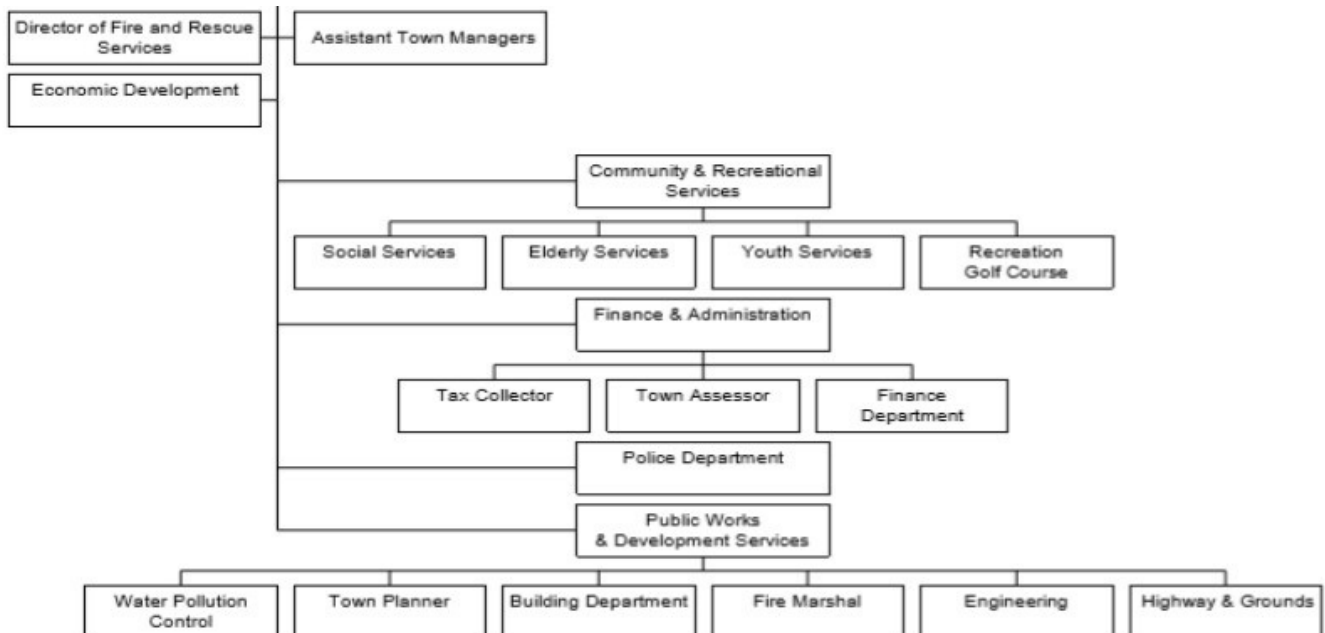 Director of Fire and Rescue
Services
Assistant Town Managers
Economic Development
Community & Recreational
Services
Social Services
Elderly Services
Youth Services
Recreation
Golf Course
Finance & Administration
Tax Collector
Town Assessor
Finance
Department
Police Department
Public Works
& Development Services
Water Pollution
Control
Town Planner
Building Department
Fire Marshal
Engineering
Highway & Grounds